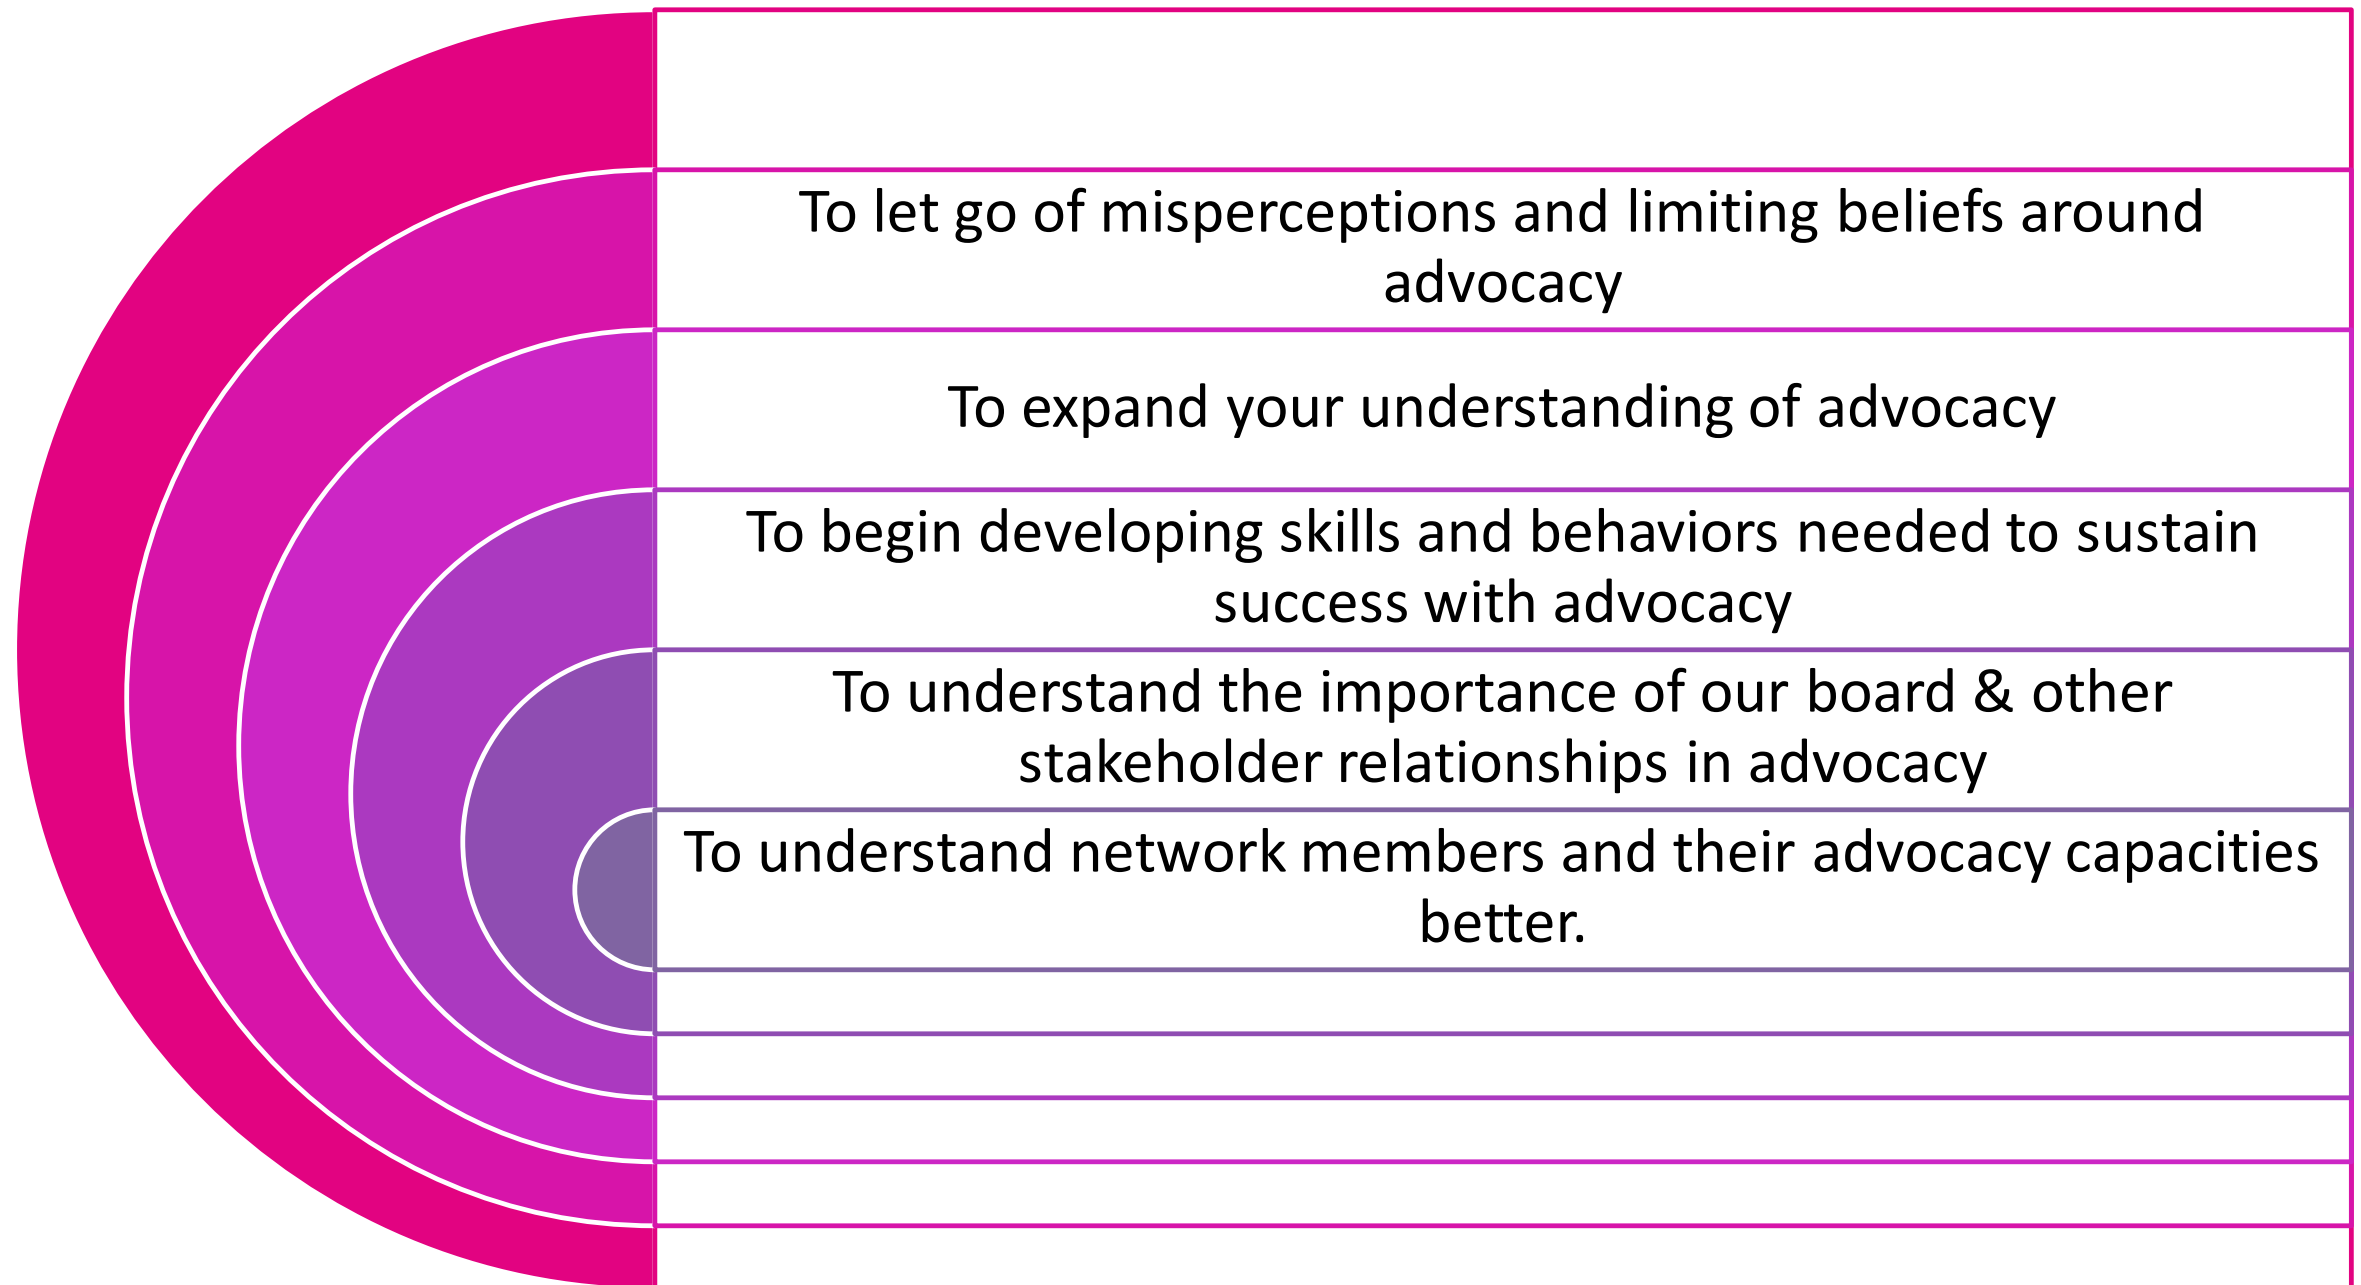 To let go of misperceptions and limiting beliefs around
advocacy
To expand your understanding of advocacy
To begin developing skills and behaviors needed to sustain
success with advocacy
To understand the importance of our board & other
stakeholder relationships in advocacy
To understand network members and their advocacy capacities
better.